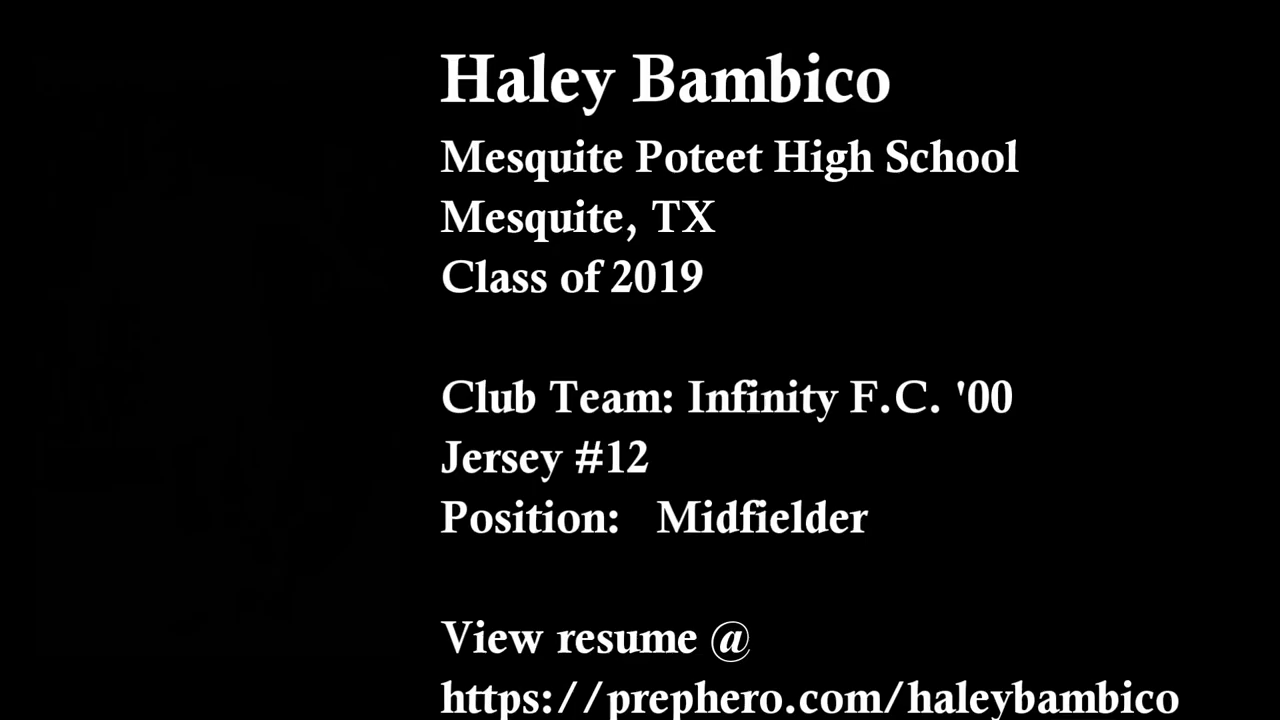 Haley Bambico
Mesquite Poteet High School
Mesquite, TX
Class of 2019
Club Team: Infinity F.C. '00
Jersey #12
Position: Midfielder
View resume @
https://prephero.com/haleybambico